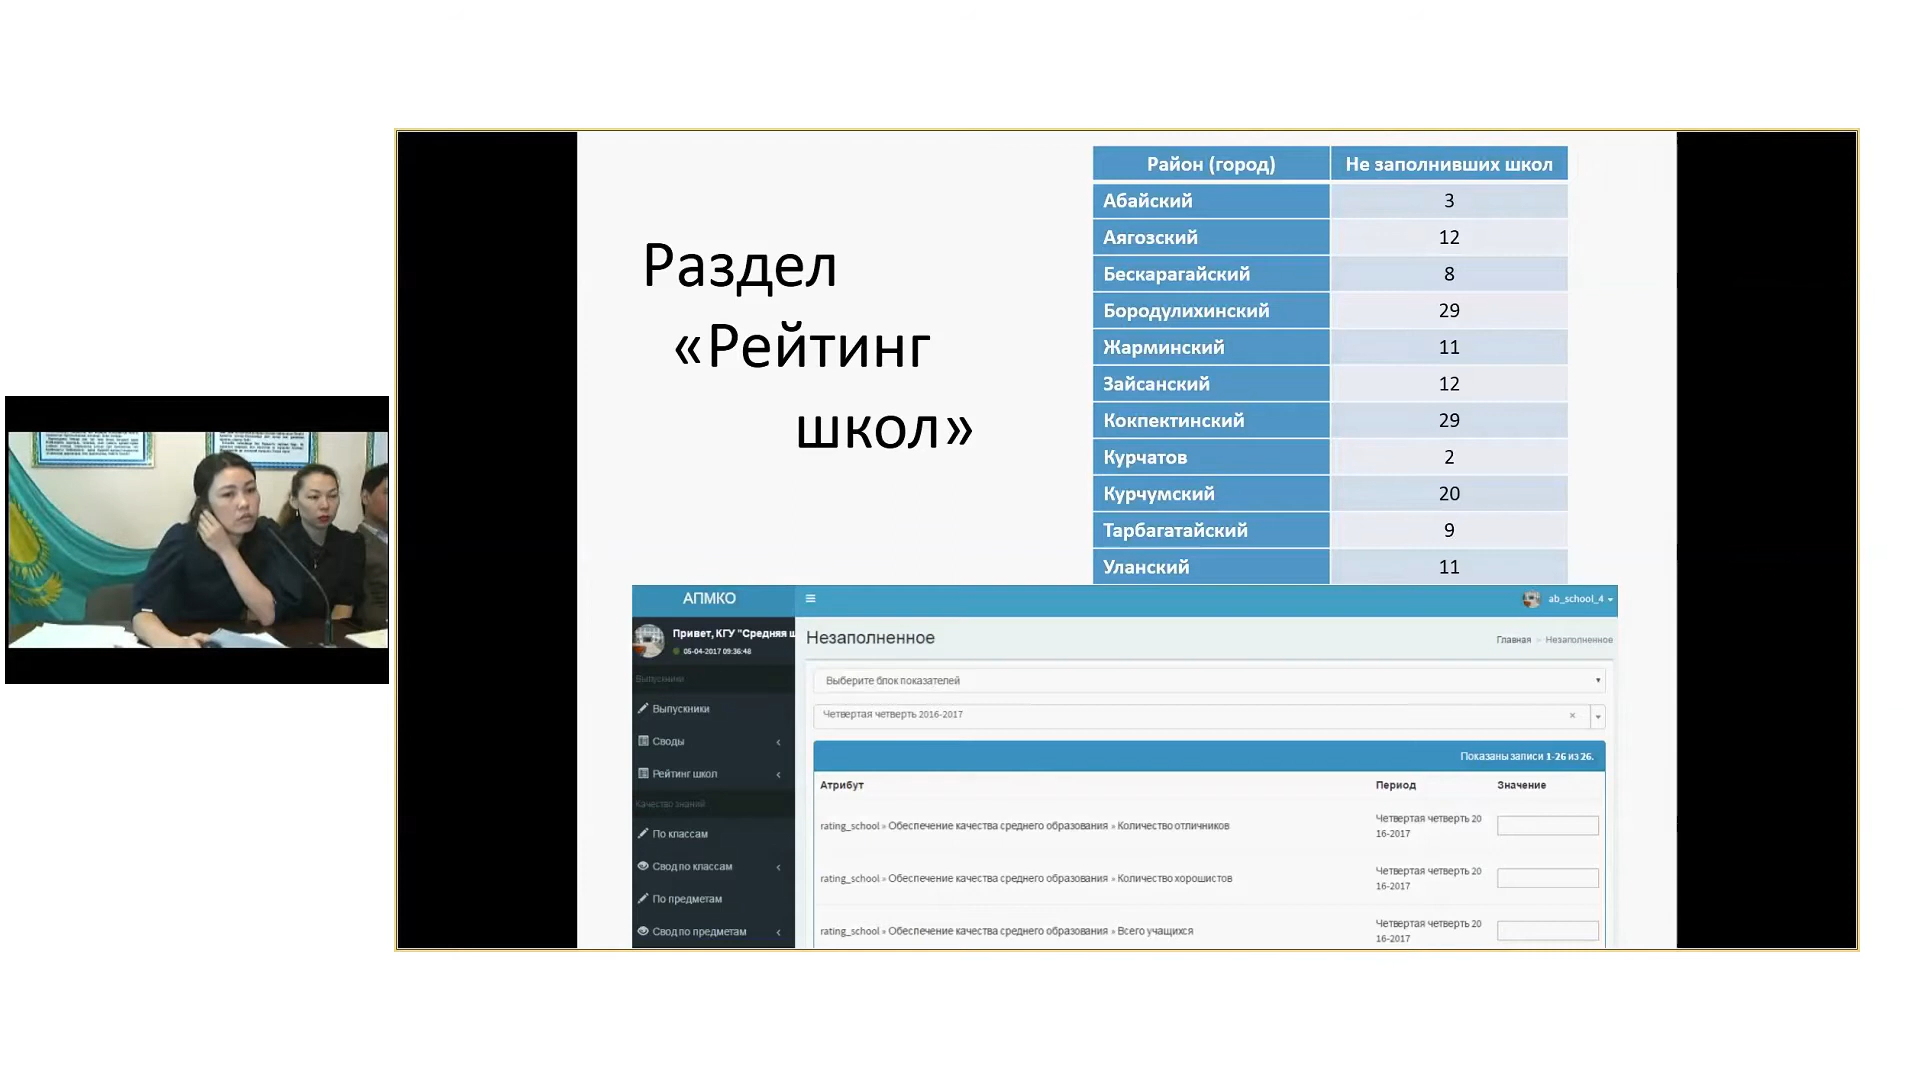 Раздел
«Рейтинг
школ»
Район (город) Не заполнивших школ
Абайский 3
Аягозский 12
Бескарагайский 8
Бородулихинский 29
Жарминский 11
Зайсанский 12
Кокпектинский 29
Курчатов 2
Курчумский 20
Тарбагатайский 9
Уланский 11
АПМКО
ab_school_4
Привет, КГУ "Средняя ш
05-04-2017 09:36:48
Выпускники
Выпускники
Своды
Рейтинг школ
Качество знаний
По классам
Свод по классам
По предметам
Свод по предметам
Незаполненное
Главная > Незаполненное
Выберите блок показателей
Четвертая четверть 2016-2017
Показаны записи 1-26 из 26.
Атрибут Период Значение
rating_school » Обеспечение качества среднего образования » Количество отличников Четвертая четверть 20
16-2017
rating_school » Обеспечение качества среднего образования » Количество хорошистов Четвертая четверть 20
16-2017
rating_school » Обеспечение качества среднего образования » Всего учащихся Четвертая четверть 20
16-2017